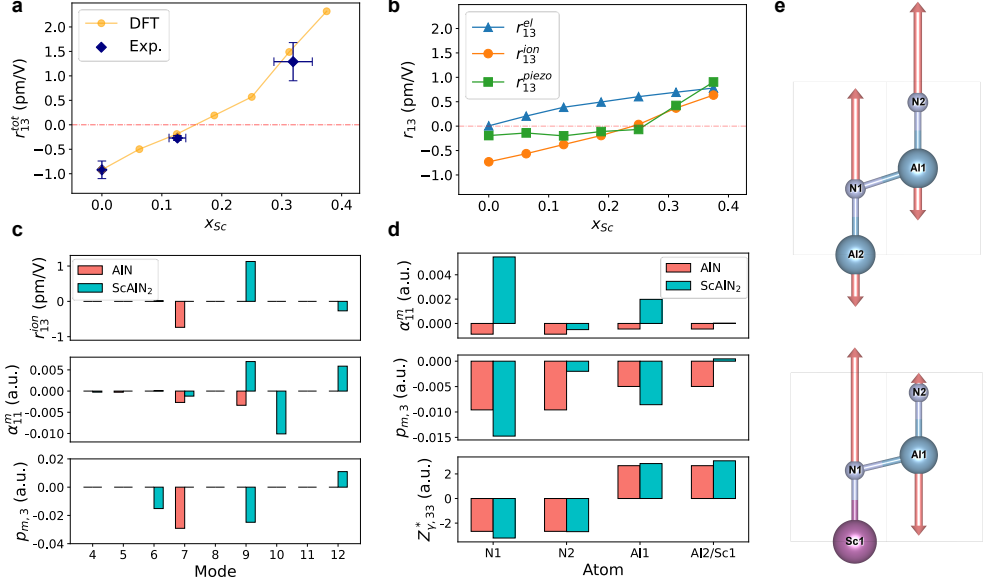 a
r₁₃ᵗᵒᵗ (pm/V)
2.0
1.5
1.0
0.5
0.0
−0.5
−1.0
DFT
Exp.
0.0 0.1 0.2 0.3 0.4
x_Sc
b
r₁₃ (pm/V)
2.0
1.5
1.0
0.5
0.0
−0.5
−1.0
r₁₃ᵉˡ
r₁₃ⁱᵒⁿ
r₁₃ᵖⁱᵉᶻᵒ
0.0 0.1 0.2 0.3 0.4
x_Sc
c
r₁₃ⁱᵒⁿ (pm/V)
1
0
-1
AlN
ScAlN₂
α₁₁ᵐ (a.u.)
0.005
0.000
-0.005
-0.010
p_m,3 (a.u.)
0.02
0.00
-0.02
-0.04
4 5 6 7 8 9 10 11 12
Mode
d
α₁₁ᵐ (a.u.)
0.004
0.002
0.000
AlN
ScAlN₂
p_m,3 (a.u.)
0.000
-0.005
-0.010
-0.015
Z*_γ,33 (a.u.)
2
0
-2
N1 N2 Al1 Al2/Sc1
Atom
e
N2
Al1
N1
Al2
N2
Al1
N1
Sc1